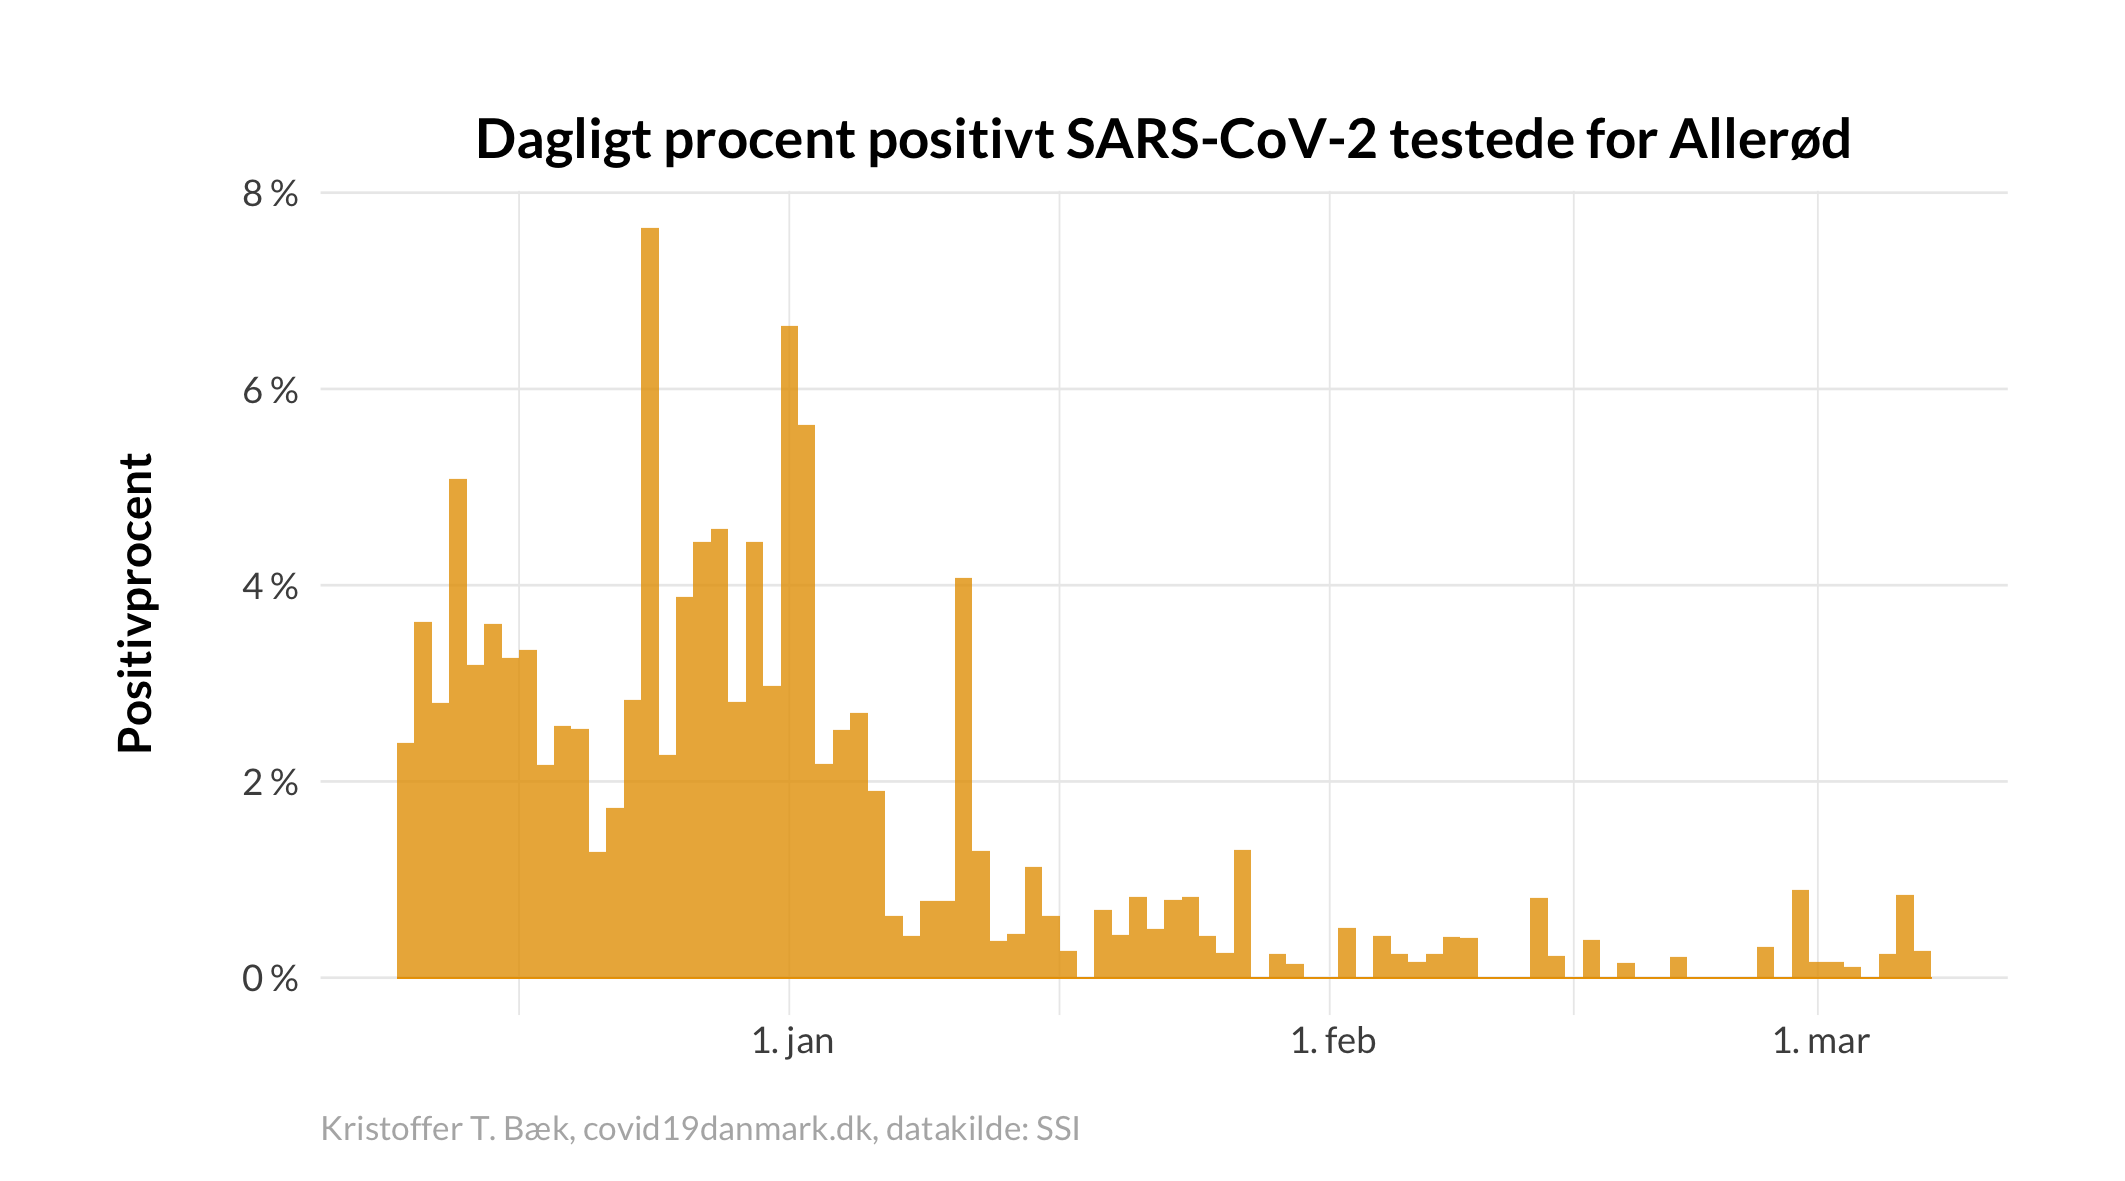 Dagligt procent positivt SARS-CoV-2 testede for Allerød
Positivprocent
8 %
6 %
4 %
2 %
0 %
1. jan
1. feb
1. mar
Kristoffer T. Bæk, covid19danmark.dk, datakilde: SSI